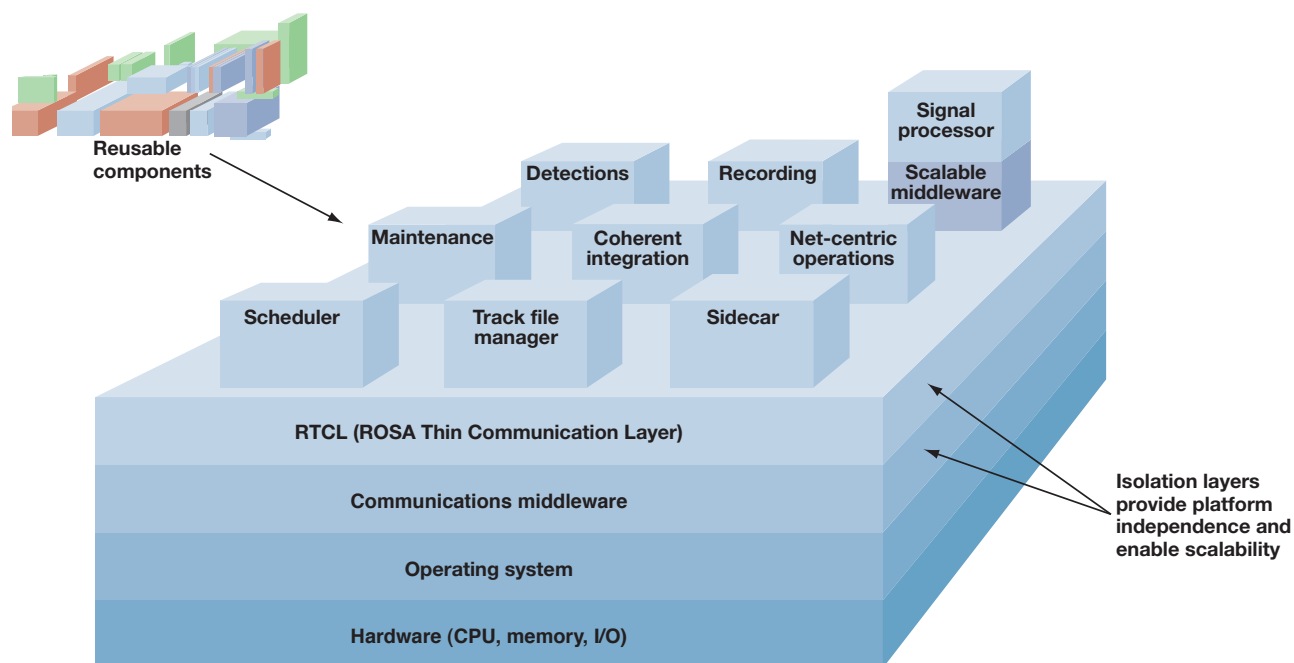 Reusable
components
Signal
processor
Scalable
middleware
Detections
Recording
Maintenance
Coherent
integration
Net-centric
operations
Scheduler
Track file
manager
Sidecar
RTCL (ROSA Thin Communication Layer)
Communications middleware
Operating system
Hardware (CPU, memory, I/O)
Isolation layers
provide platform
independence and
enable scalability